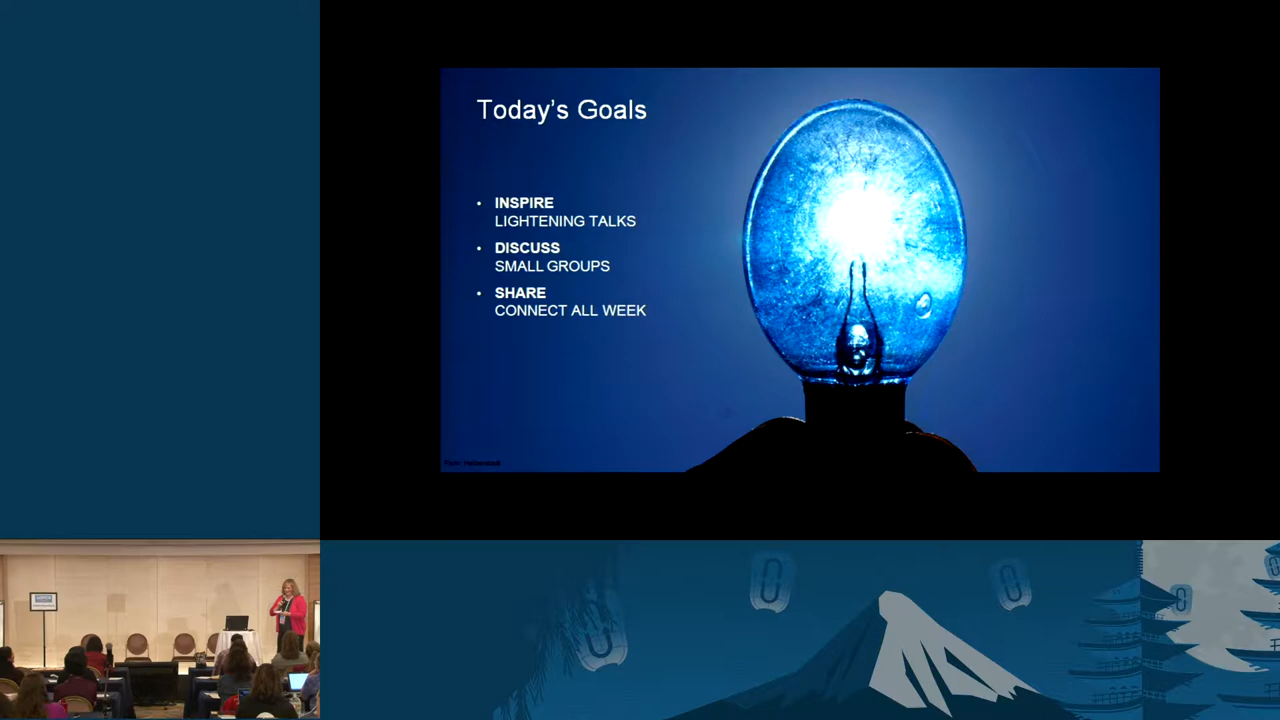 Today's Goals
• INSPIRE
LIGHTENING TALKS
• DISCUSS
SMALL GROUPS
• SHARE
CONNECT ALL WEEK